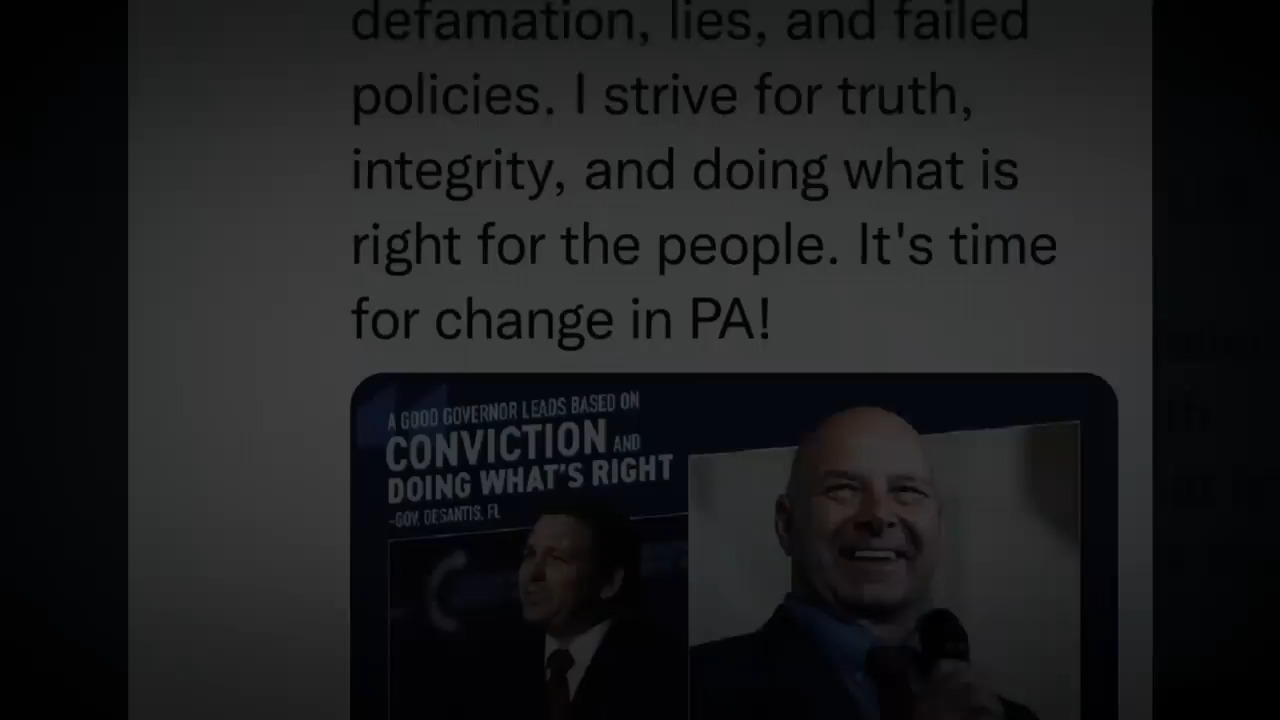 defamation, lies, and failed
policies. I strive for truth,
integrity, and doing what is
right for the people. It's time
for change in PA!
A GOOD GOVERNOR LEADS BASED ON
CONVICTION AND
DOING WHAT'S RIGHT
-GOV. DESANTIS, FL